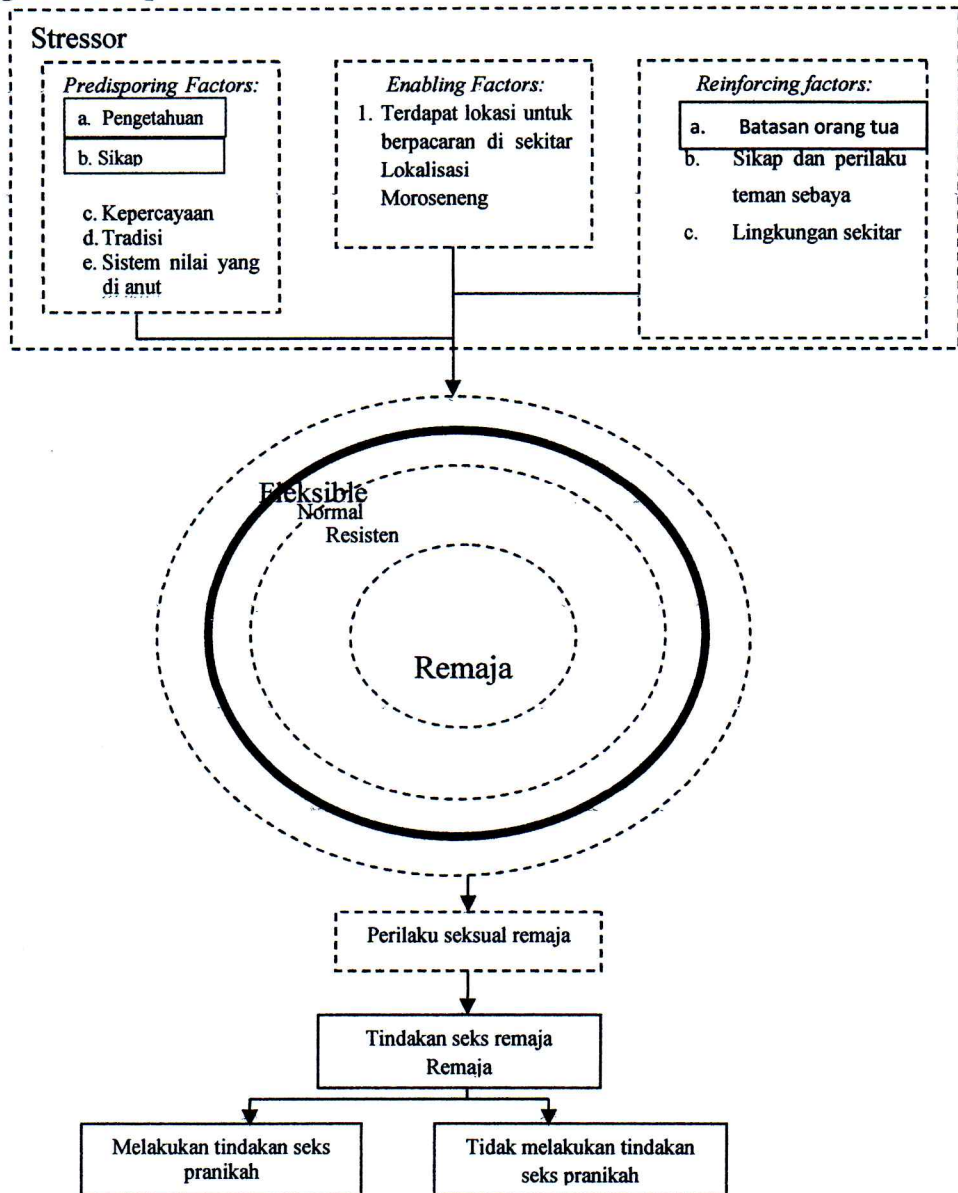 Stressor
Predisporing Factors:
a. Pengetahuan
b. Sikap
c. Kepercayaan
d. Tradisi
e. Sistem nilai yang
di anut
Enabling Factors:
1. Terdapat lokasi untuk
berpacaran di sekitar
Lokalisasi
Moroseneng
Reinforcing factors:
a. Batasan orang tua
b. Sikap dan perilaku
teman sebaya
c. Lingkungan sekitar
Fleksible
Normal
Resisten
Remaja
Perilaku seksual remaja
Tindakan seks remaja
Remaja
Melakukan tindakan seks
pranikah
Tidak melakukan tindakan
seks pranikah